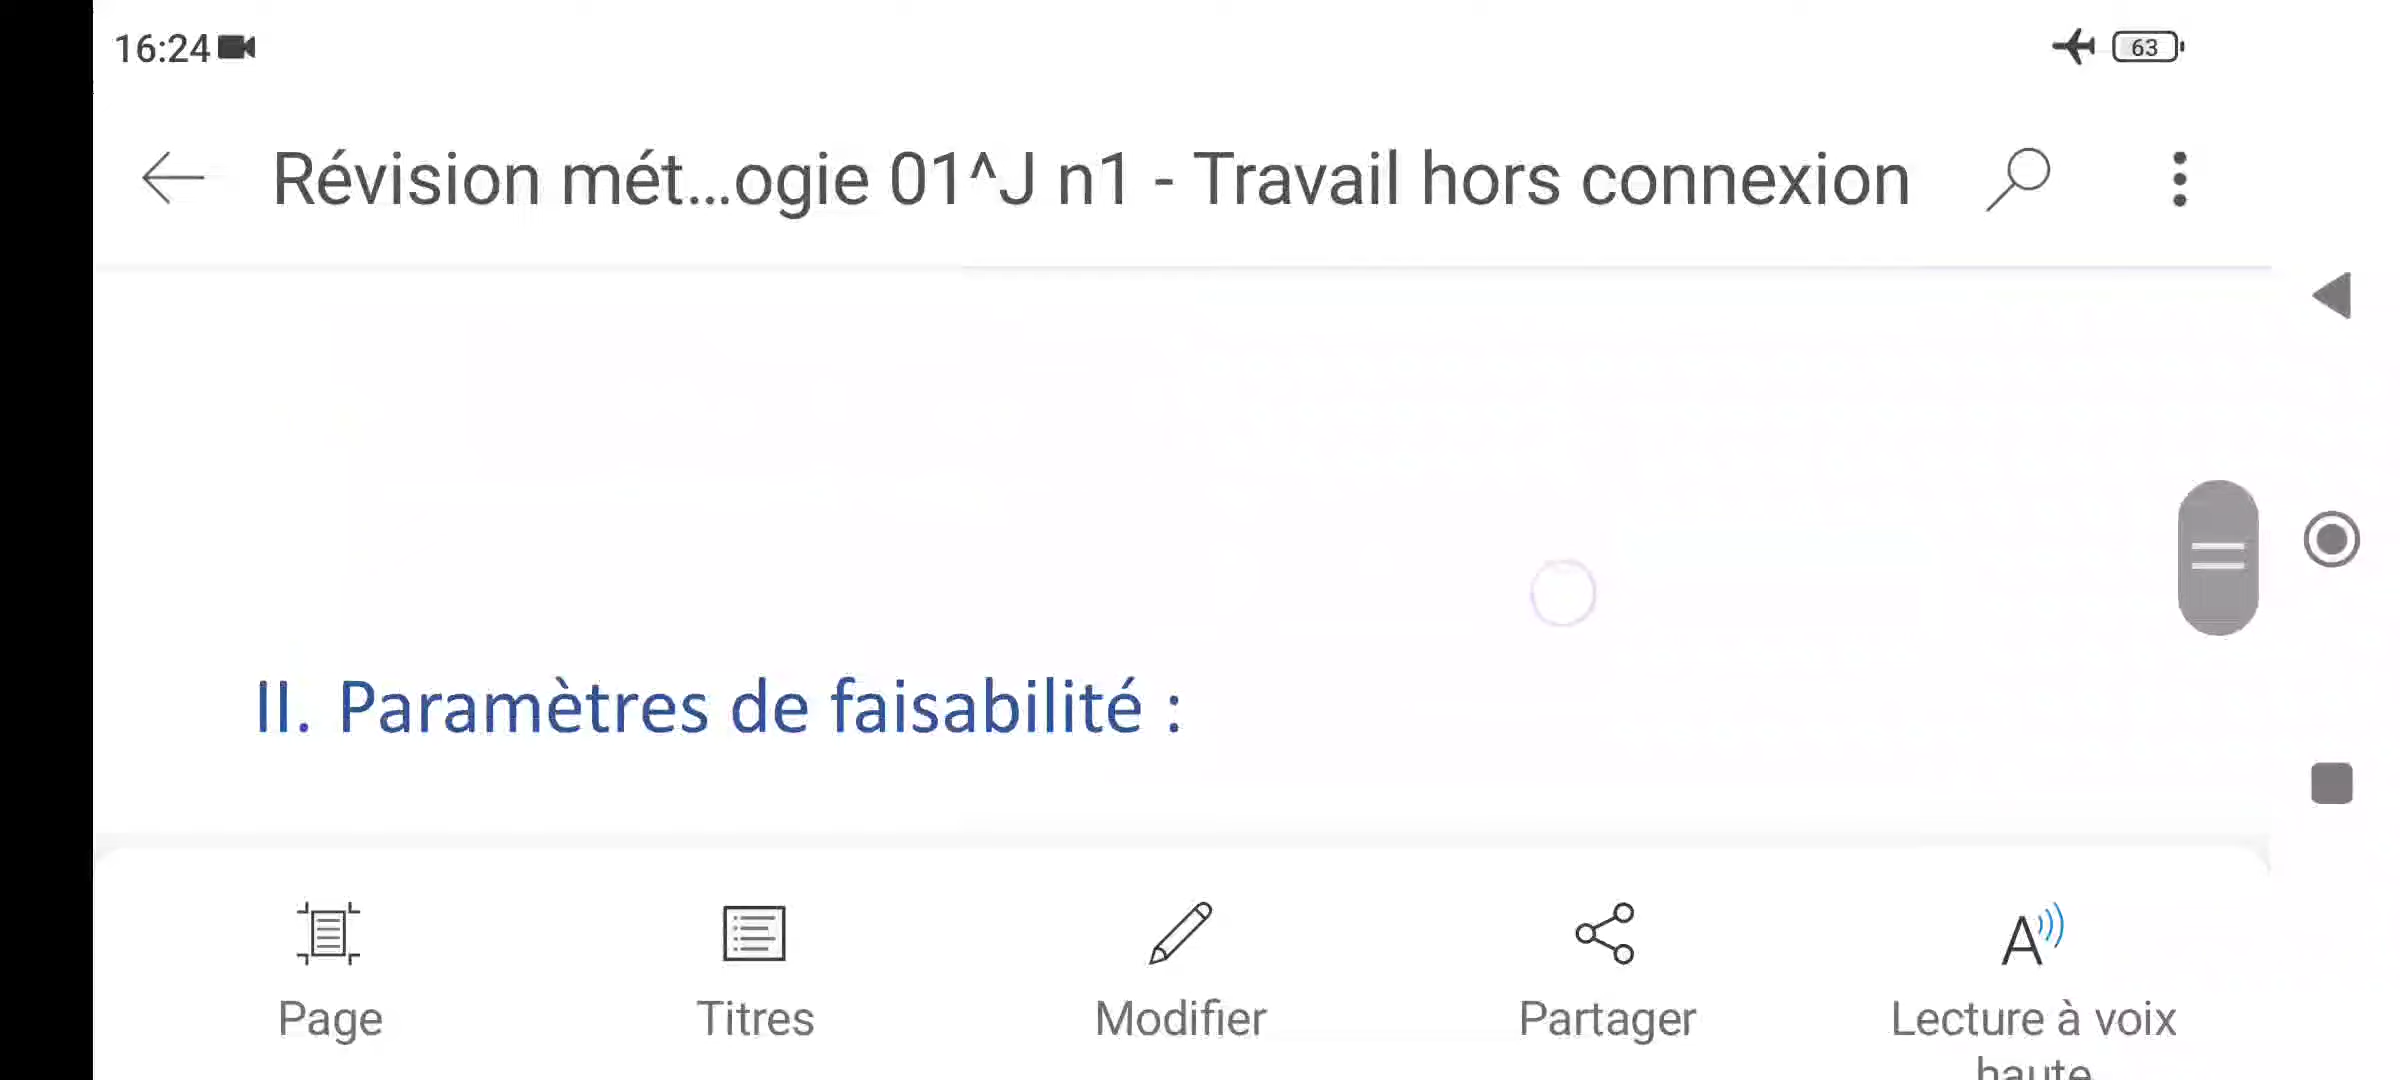 16:24
63
Révision mét...ogie 01^J n1 - Travail hors connexion
II. Paramètres de faisabilité :
Page
Titres
Modifier
Partager
Lecture à voix
haute